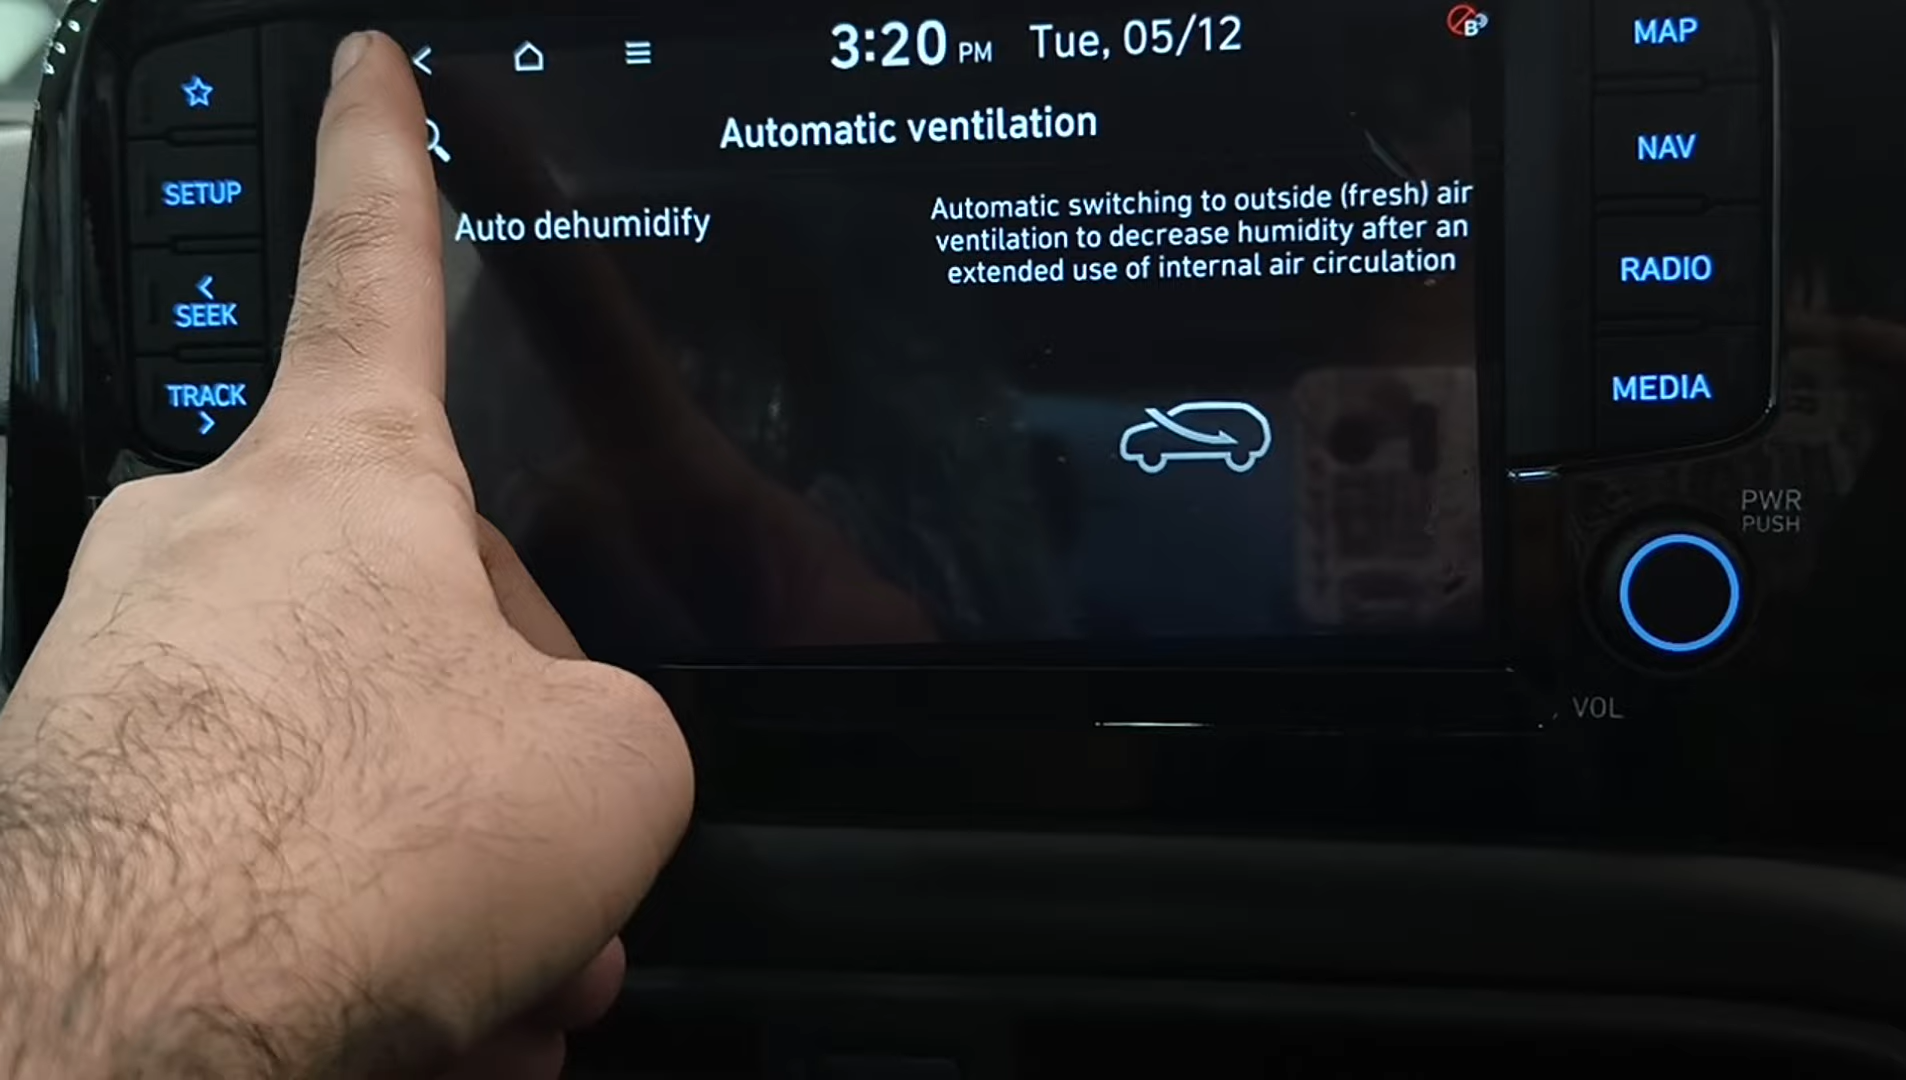 3:20 PM Tue, 05/12
Automatic ventilation
Auto dehumidify
Automatic switching to outside (fresh) air
ventilation to decrease humidity after an
extended use of internal air circulation
SETUP
< SEEK
TRACK >
MAP
NAV
RADIO
MEDIA
PWR
PUSH
VOL